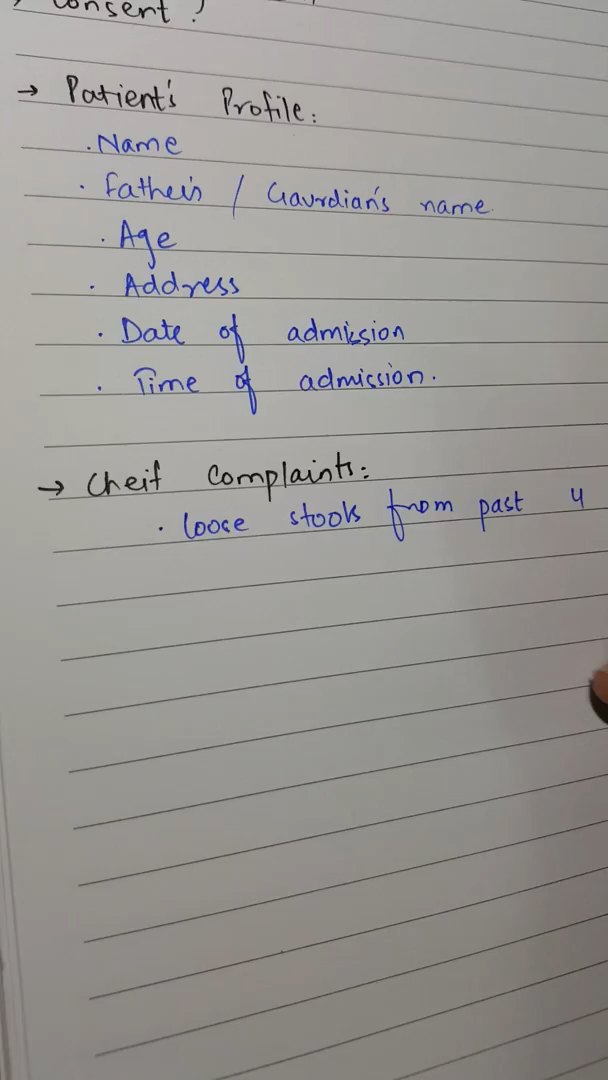 Consent!
→ Patient's Profile:
· Name
· Father's / Gaurdian's name.
· Age
· Address
· Date of admission
· Time of admission.
→ Cheif Complaints:
· loose stools from past 4